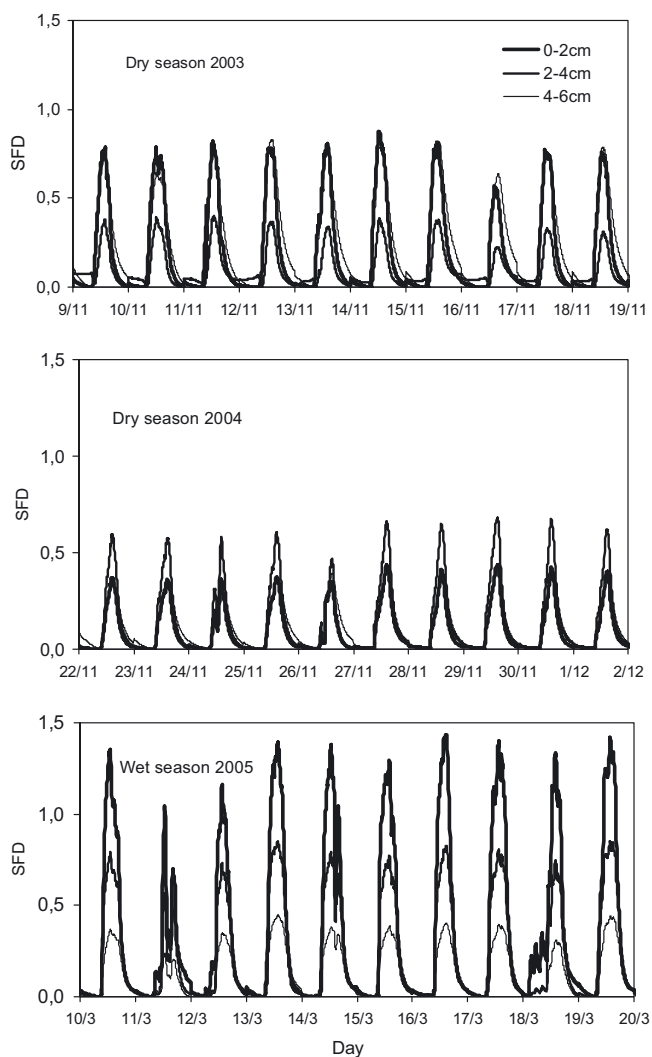 1,5
Dry season 2003
0-2cm
2-4cm
4-6cm
1,0
SFD
0,5
0,0
9/11 10/11 11/11 12/11 13/11 14/11 15/11 16/11 17/11 18/11 19/11
1,5
Dry season 2004
1,0
SFD
0,5
0,0
22/11 23/11 24/11 25/11 26/11 27/11 28/11 29/11 30/11 1/12 2/12
1,5
Wet season 2005
1,0
SFD
0,5
0,0
10/3 11/3 12/3 13/3 14/3 15/3 16/3 17/3 18/3 19/3 20/3
Day